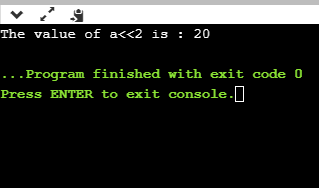 The value of a<<2 is : 20
...Program finished with exit code 0
Press ENTER to exit console.